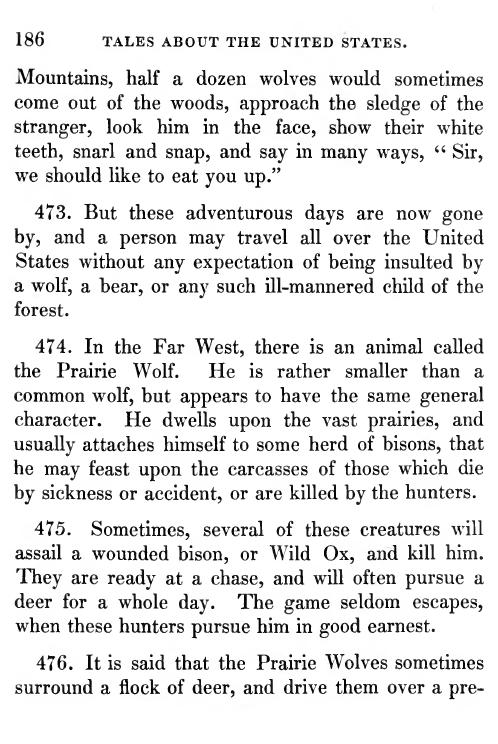 186 TALES ABOUT THE UNITED STATES.
Mountains, half a dozen wolves would sometimes
come out of the woods, approach the sledge of the
stranger, look him in the face, show their white
teeth, snarl and snap, and say in many ways, “ Sir,
we should like to eat you up.”
473. But these adventurous days are now gone
by, and a person may travel all over the United
States without any expectation of being insulted by
a wolf, a bear, or any such ill-mannered child of the
forest.
474. In the Far West, there is an animal called
the Prairie Wolf. He is rather smaller than a
common wolf, but appears to have the same general
character. He dwells upon the vast prairies, and
usually attaches himself to some herd of bisons, that
he may feast upon the carcasses of those which die
by sickness or accident, or are killed by the hunters.
475. Sometimes, several of these creatures will
assail a wounded bison, or Wild Ox, and kill him.
They are ready at a chase, and will often pursue a
deer for a whole day. The game seldom escapes,
when these hunters pursue him in good earnest.
476. It is said that the Prairie Wolves sometimes
surround a flock of deer, and drive them over a pre-